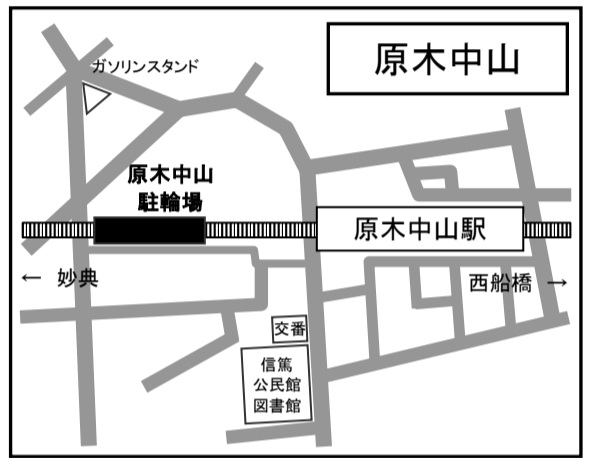 原木中山
ガソリンスタンド
原木中山
駐輪場
原木中山駅
← 妙典
西船橋 →
交番
信篤
公民館
図書館